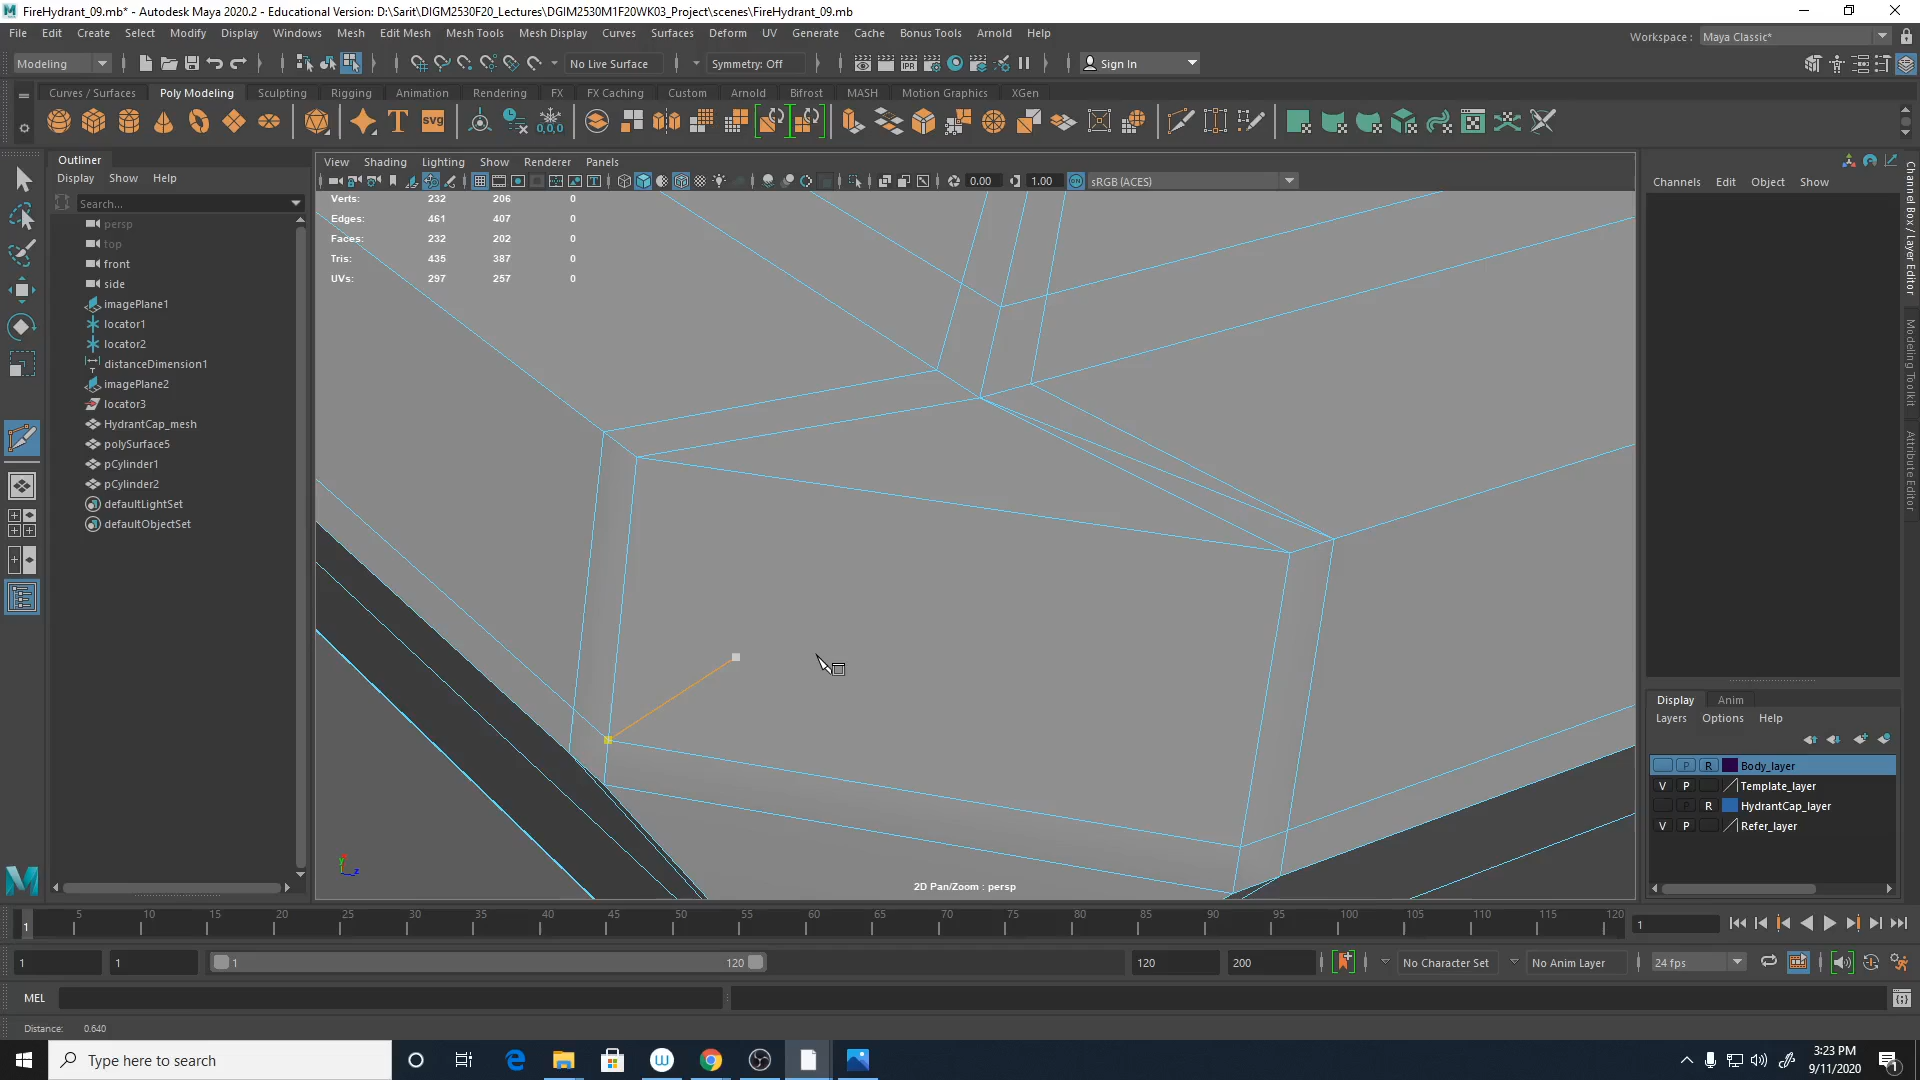 FireHydrant_09.mb* - Autodesk Maya 2020.2 - Educational Version: D:\Sarit\DIGM2530F20_Lectures\DGIM2530M1F20WK03_Project\scenes\FireHydrant_09.mb
File Edit Create Select Modify Display Windows Mesh Edit Mesh Mesh Tools Mesh Display Curves Surfaces Deform UV Generate Cache Bonus Tools Arnold Help
Workspace : Maya Classic*
Modeling No Live Surface Symmetry: Off Sign In
Curves / Surfaces Poly Modeling Sculpting Rigging Animation Rendering FX FX Caching Custom Arnold Bifrost MASH Motion Graphics XGen
svg 0,0,0
Outliner
Display Show Help
Search...
persp
top
front
side
imagePlane1
locator1
locator2
distanceDimension1
imagePlane2
locator3
HydrantCap_mesh
polySurface5
pCylinder1
pCylinder2
defaultLightSet
defaultObjectSet
View Shading Lighting Show Renderer Panels
0.00 1.00 sRGB (ACES)
Verts: 232 206 0
Edges: 461 407 0
Faces: 232 202 0
Tris: 435 387 0
UVs: 297 257 0
2D Pan/Zoom : persp
Channels Edit Object Show
Channel Box / Layer Editor
Modeling Toolkit
Attribute Editor
Display Anim
Layers Options Help
P R Body_layer
V P Template_layer
P R HydrantCap_layer
V P Refer_layer
1 5 10 15 20 25 30 35 40 45 50 55 60 65 70 75 80 85 90 95 100 105 110 115 120 1
1 1 1 120 120 200 No Character Set No Anim Layer 24 fps
MEL
Distance: 0.640
Type here to search
3:23 PM
9/11/2020
1